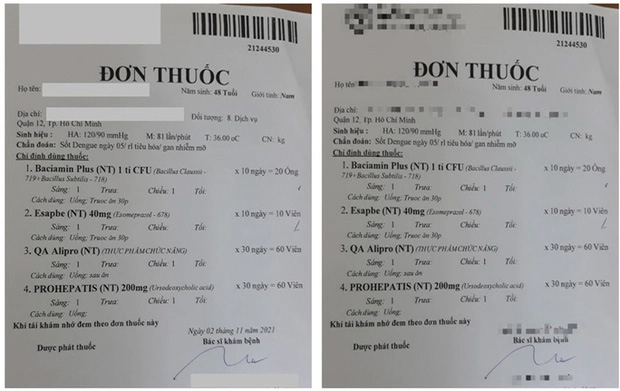 21244530
ĐƠN THUỐC
Họ tên:
Năm sinh: 48 Tuổi
Giới tính: Nam
Địa chỉ:
Quận 12, Tp. Hồ Chí Minh
Đối tượng: 8. Dịch vụ
Sinh hiệu : HA: 120/90 mmHg M: 81 lần/phút T: 36.00 oC CN: kg
Chẩn đoán: Sốt Dengue ngày 05/ rl tiêu hóa/ gan nhiễm mỡ
Chỉ định dùng thuốc:
1. Baciamin Plus (NT) 1 ti CFU (Bacillus Clausii - x 10 ngày = 20 Ống
719+Bacillus Subtilis - 718)
Sáng: 1 Trưa: Chiều: 1 Tối:
Cách dùng: Uống; Truoc ăn 30p
2. Esapbe (NT) 40mg (Esomeprazol - 678) x 10 ngày = 10 Viên
Sáng: 1 Trưa: Chiều: Tối:
Cách dùng: Uống; Truoc ăn 30p
3. QA Alipro (NT) (THỰC PHẨM CHỨC NĂNG) x 30 ngày = 60 Viên
Sáng: 1 Trưa: Chiều: 1 Tối:
Cách dùng: Uống; sau ăn
4. PROHEPATIS (NT) 200mg (Ursodeoxycholic acid) x 30 ngày = 60 Viên
Sáng: 1 Trưa: Chiều: 1 Tối:
Cách dùng: Uống;
Khi tái khám nhớ đem theo đơn thuốc này
Ngày 02 tháng 11 năm 2021
Dược phát thuốc Bác sĩ khám bệnh
21244530
ĐƠN THUỐC
Họ tên:
Năm sinh: 48 Tuổi
Giới tính: Nam
Địa chỉ:
Quận 12, Tp. Hồ Chí Minh
Sinh hiệu : HA: 120/90 mmHg M: 81 lần/phút T: 36.00 oC CN: kg
Chẩn đoán: Sốt Dengue ngày 05/ rl tiêu hóa/ gan nhiễm mỡ
Chỉ định dùng thuốc:
1. Baciamin Plus (NT) 1 ti CFU (Bacillus Clausii - x 10 ngày = 20 Ống
719+Bacillus Subtilis - 718)
Sáng: 1 Trưa: Chiều: 1 Tối:
Cách dùng: Uống; Truoc ăn 30p
2. Esapbe (NT) 40mg (Esomeprazol - 678) x 10 ngày = 10 Viên
Sáng: 1 Trưa: Chiều: Tối:
Cách dùng: Uống; Truoc ăn 30p
3. QA Alipro (NT) (THỰC PHẨM CHỨC NĂNG) x 30 ngày = 60 Viên
Sáng: 1 Trưa: Chiều: 1 Tối:
Cách dùng: Uống; sau ăn
4. PROHEPATIS (NT) 200mg (Ursodeoxycholic acid) x 30 ngày = 60 Viên
Sáng: 1 Trưa: Chiều: 1 Tối:
Cách dùng: Uống;
Khi tái khám nhớ đem theo đơn thuốc này
Dược phát thuốc Bác sĩ khám bệnh